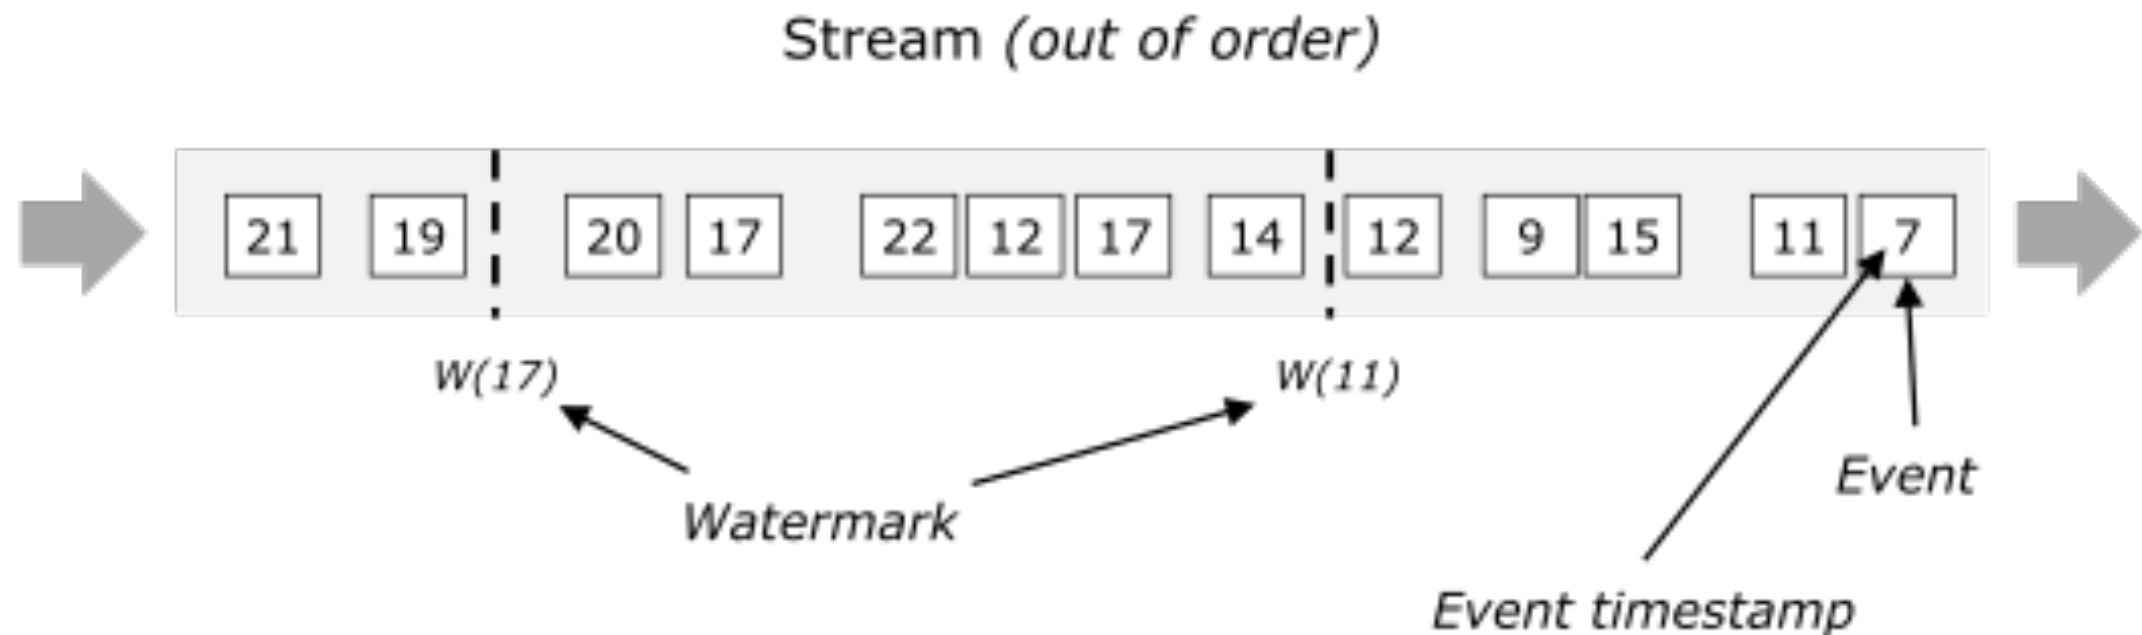 Stream (out of order)
21 19 20 17 22 12 17 14 12 9 15 11 7
W(17) W(11)
Watermark
Event
Event timestamp